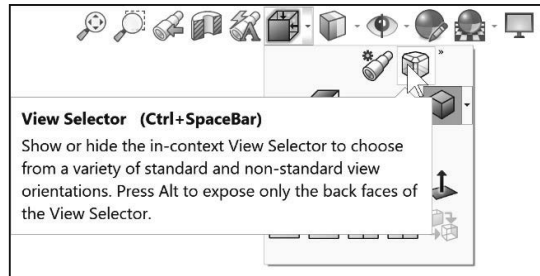 »
View Selector (Ctrl+SpaceBar)
Show or hide the in-context View Selector to choose
from a variety of standard and non-standard view
orientations. Press Alt to expose only the back faces of
the View Selector.